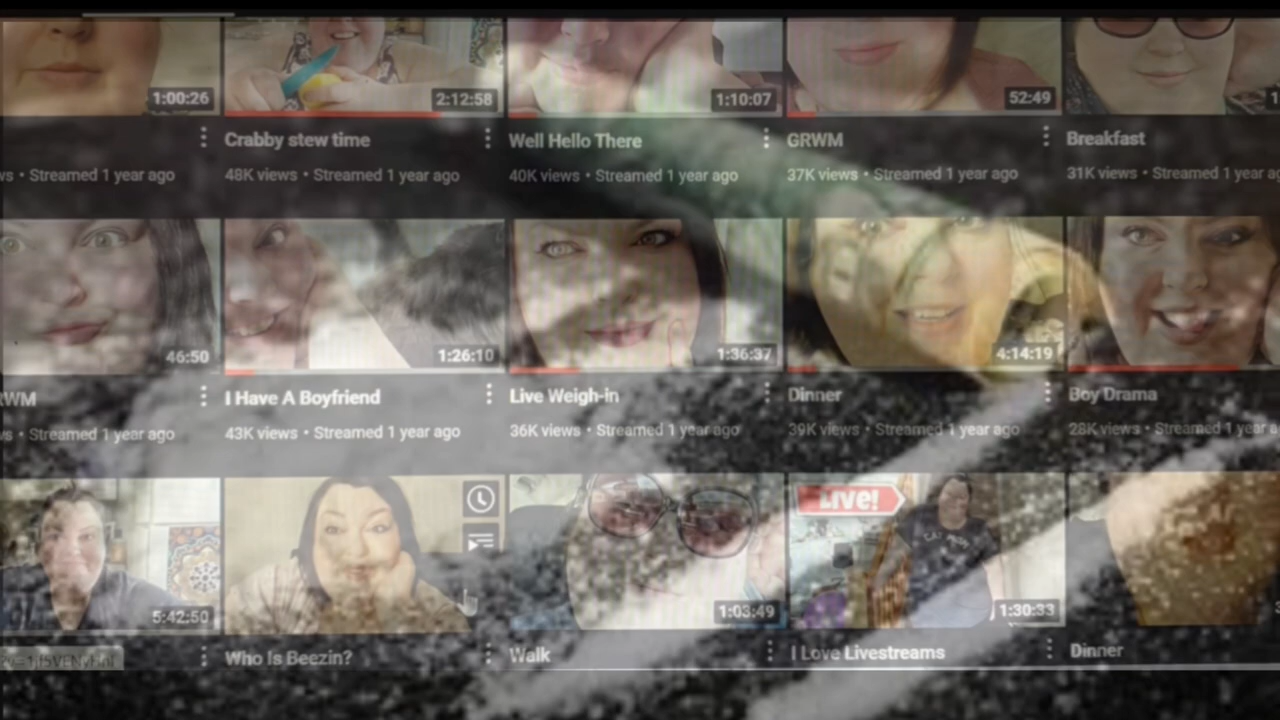 1:00:26
2:12:58
1:10:07
52:49
Crabby stew time
Well Hello There
GRWM
Breakfast
Streamed 1 year ago
48K views • Streamed 1 year ago
40K views • Streamed 1 year ago
37K views • Streamed 1 year ago
31K views • Streamed 1 year
46:50
1:26:10
1:36:37
4:14:19
I Have A Boyfriend
Live Weigh-in
Dinner
Boy Drama
Streamed 1 year ago
43K views • Streamed 1 year ago
36K views • Streamed 1 year ago
39K views • Streamed 1 year ago
28K views • Streamed 1 year
LIVE!
CAT MOM
5:42:50
1:03:49
1:30:33
Who Is Beezin?
Walk
I Love Livestreams
Dinner